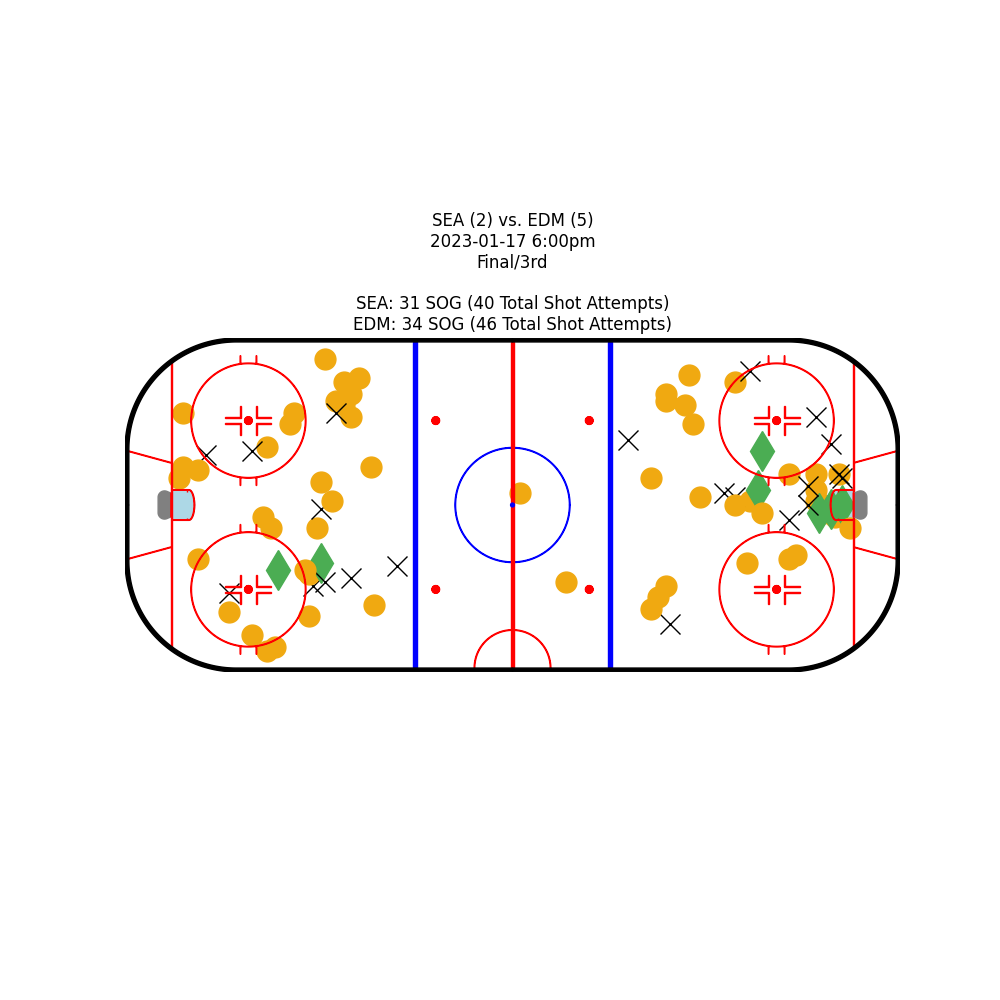 SEA (2) vs. EDM (5)
2023-01-17 6:00pm
Final/3rd
SEA: 31 SOG (40 Total Shot Attempts)
EDM: 34 SOG (46 Total Shot Attempts)